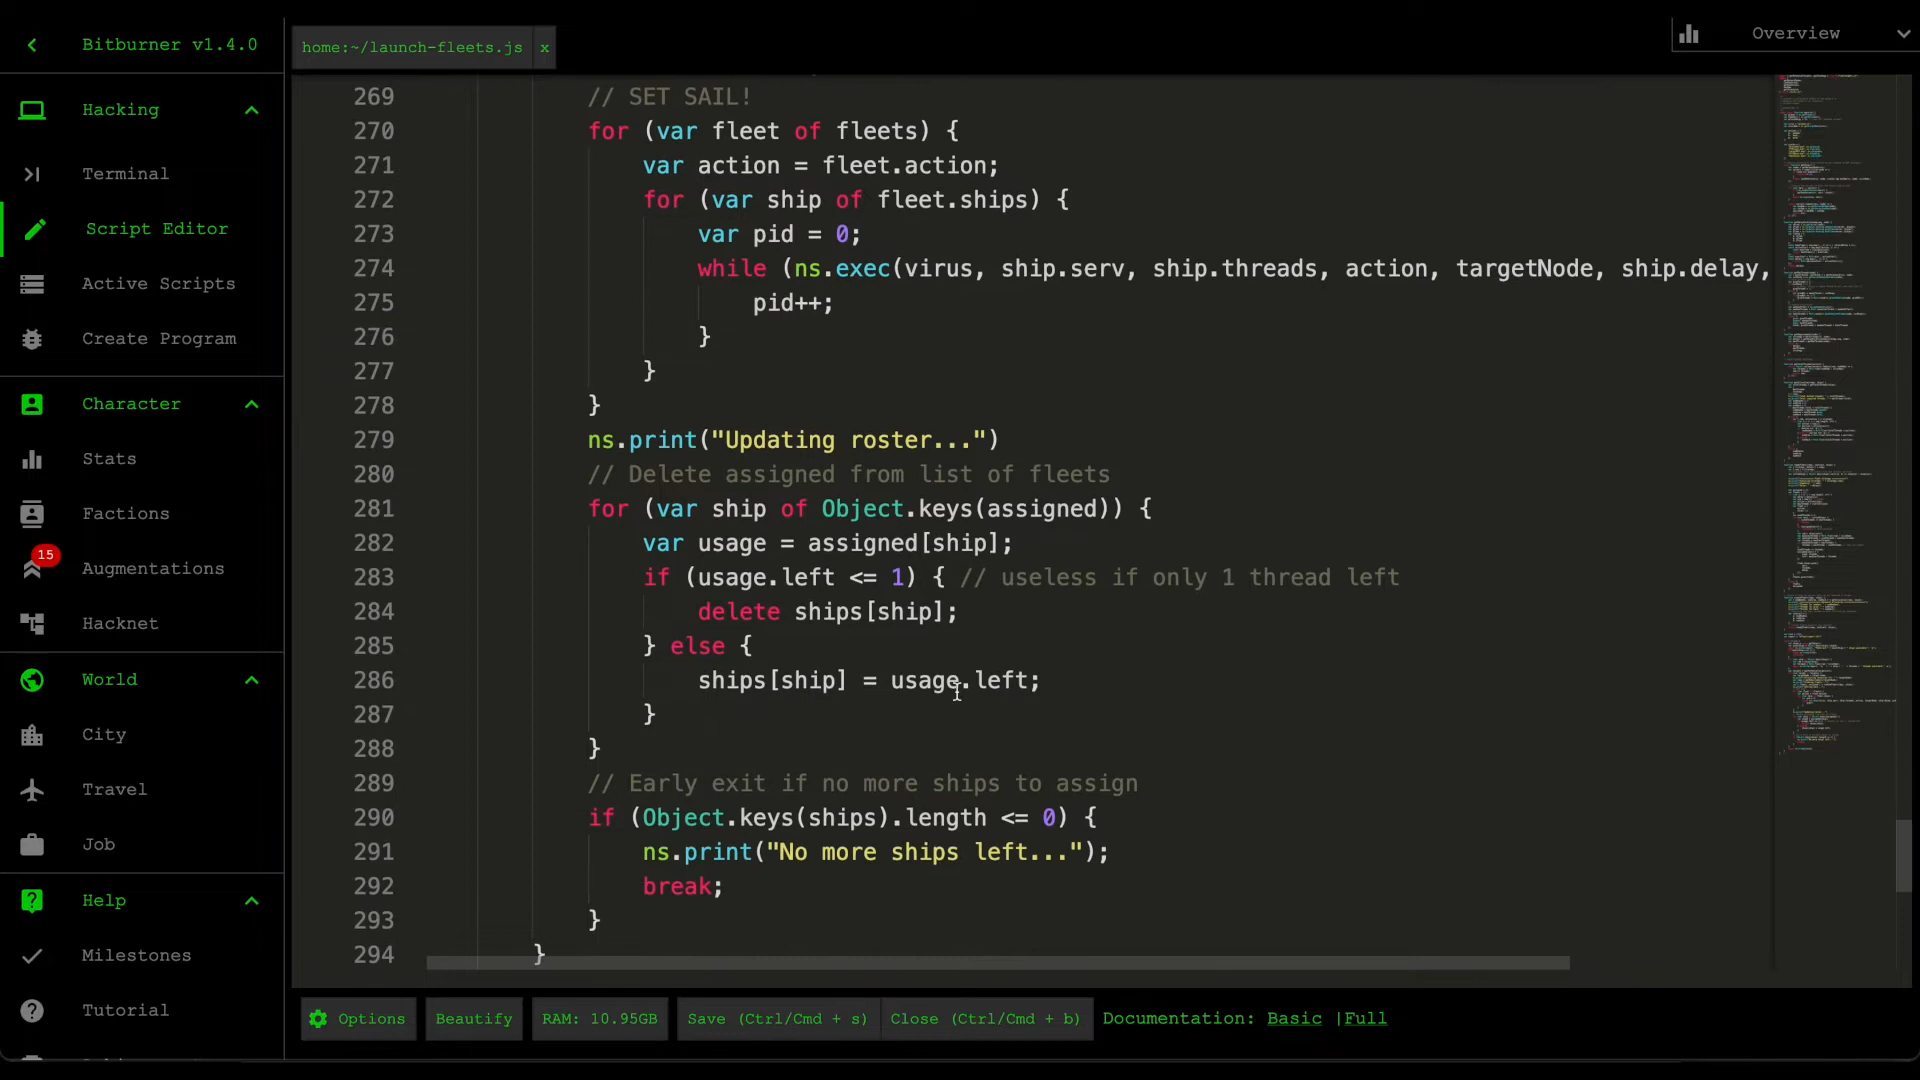 Bitburner v1.4.0
home:~/launch-fleets.js x
Overview
Hacking
Terminal
Script Editor
Active Scripts
Create Program
Character
Stats
Factions
15
Augmentations
Hacknet
World
City
Travel
Job
Help
Milestones
Tutorial
269 // SET SAIL!
270 for (var fleet of fleets) {
271 var action = fleet.action;
272 for (var ship of fleet.ships) {
273 var pid = 0;
274 while (ns.exec(virus, ship.serv, ship.threads, action, targetNode, ship.delay,
275 pid++;
276 }
277 }
278 }
279 ns.print("Updating roster...")
280 // Delete assigned from list of fleets
281 for (var ship of Object.keys(assigned)) {
282 var usage = assigned[ship];
283 if (usage.left <= 1) { // useless if only 1 thread left
284 delete ships[ship];
285 } else {
286 ships[ship] = usage.left;
287 }
288 }
289 // Early exit if no more ships to assign
290 if (Object.keys(ships).length <= 0) {
291 ns.print("No more ships left...");
292 break;
293 }
294 }
Options
Beautify
RAM: 10.95GB
Save (Ctrl/Cmd + s)
Close (Ctrl/Cmd + b)
Documentation: Basic |Full